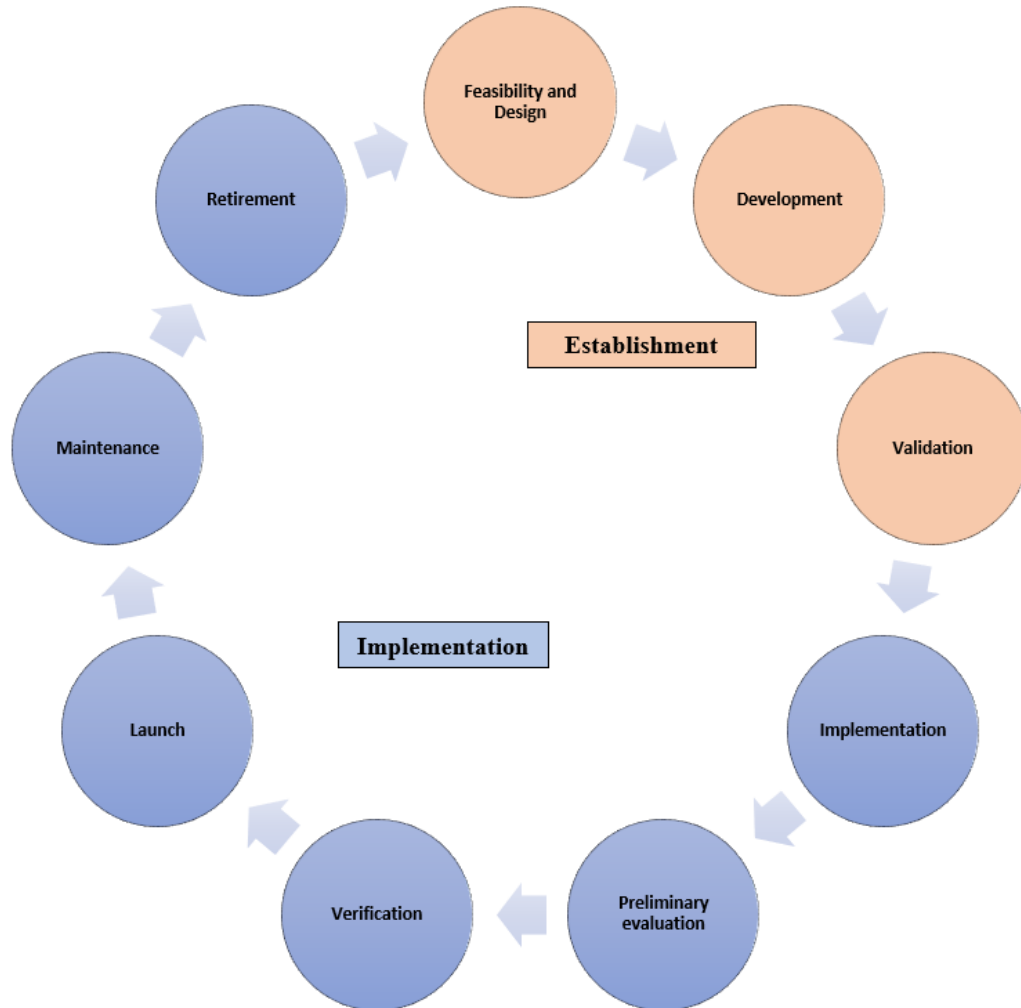 Feasibility and
Design
Development
Validation
Implementation
Preliminary
evaluation
Verification
Launch
Maintenance
Retirement
Establishment
Implementation